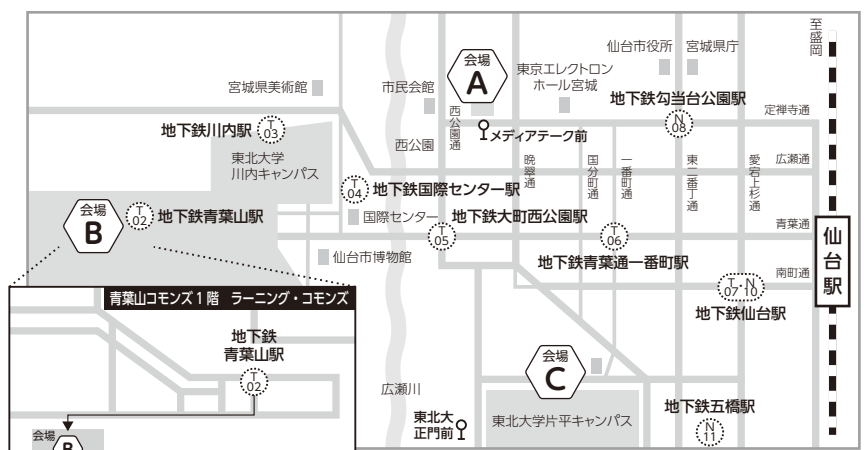 至盛岡
仙台市役所
宮城県庁
会場
A
東京エレクトロン
ホール宮城
宮城県美術館
市民会館
地下鉄勾当台公園駅
N
08
定禅寺通
地下鉄川内駅
T
03
西公園通
メディアテーク前
東北大学
川内キャンパス
西公園
晩翠通
国分町通
一番町通
東二番丁通
愛宕上杉通
広瀬通
T
04
地下鉄国際センター駅
会場
B
T
02
地下鉄青葉山駅
国際センター
地下鉄大町西公園駅
T
05
T
06
青葉通
仙台駅
仙台市博物館
地下鉄青葉通一番町駅
南町通
T・N
07 10
地下鉄仙台駅
青葉山コモンズ1階 ラーニング・コモンズ
地下鉄
青葉山駅
T
02
会場
C
広瀬川
東北大
正門前
東北大学片平キャンパス
地下鉄五橋駅
N
11
会場
B